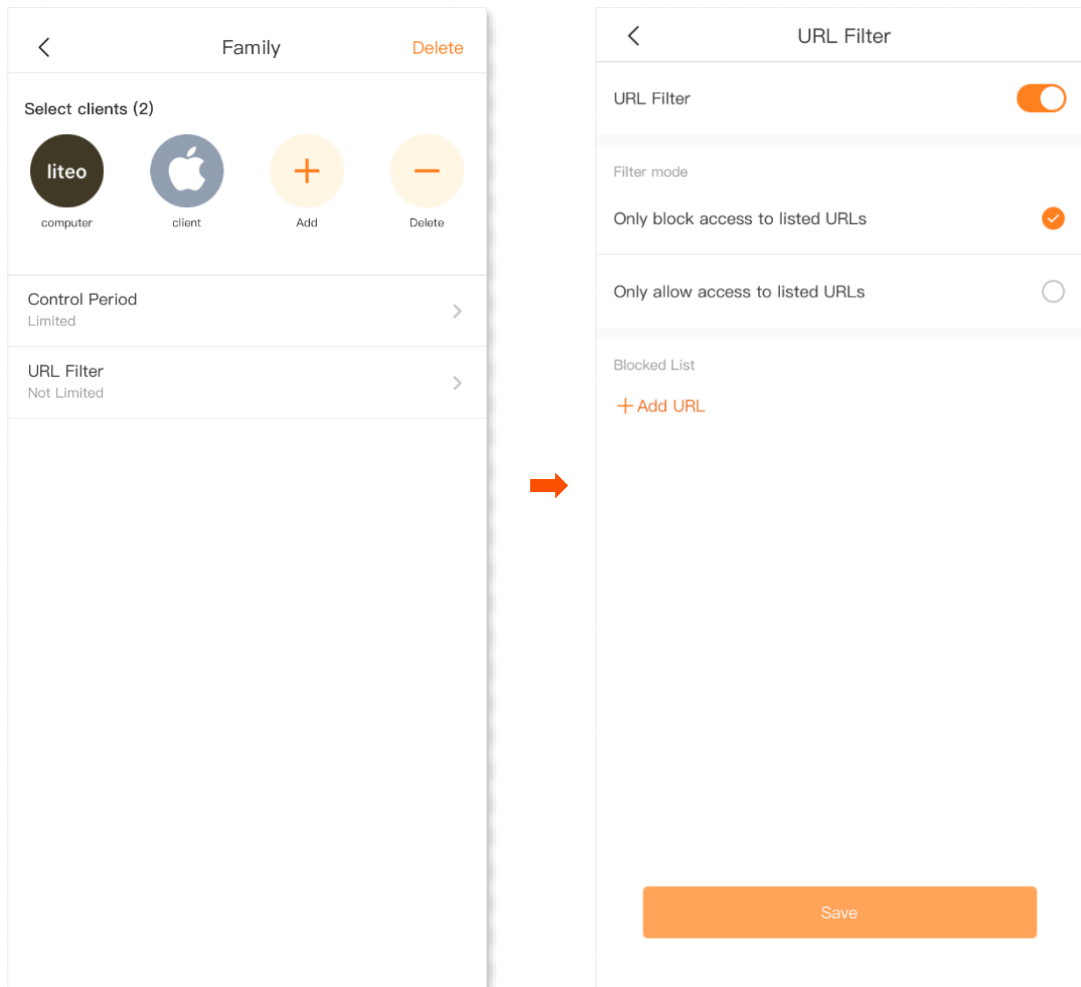 Family
Delete
Select clients (2)
liteo
computer
client
Add
Delete
Control Period
Limited
URL Filter
Not Limited
URL Filter
URL Filter
Filter mode
Only block access to listed URLs
Only allow access to listed URLs
Blocked List
+ Add URL
Save